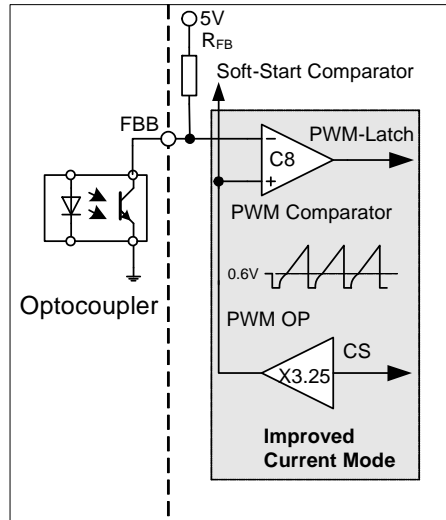 5V
RFB
Soft-Start Comparator
FBB
PWM-Latch
C8
−
+
PWM Comparator
0.6V
Optocoupler
PWM OP
CS
X3.25
Improved
Current Mode